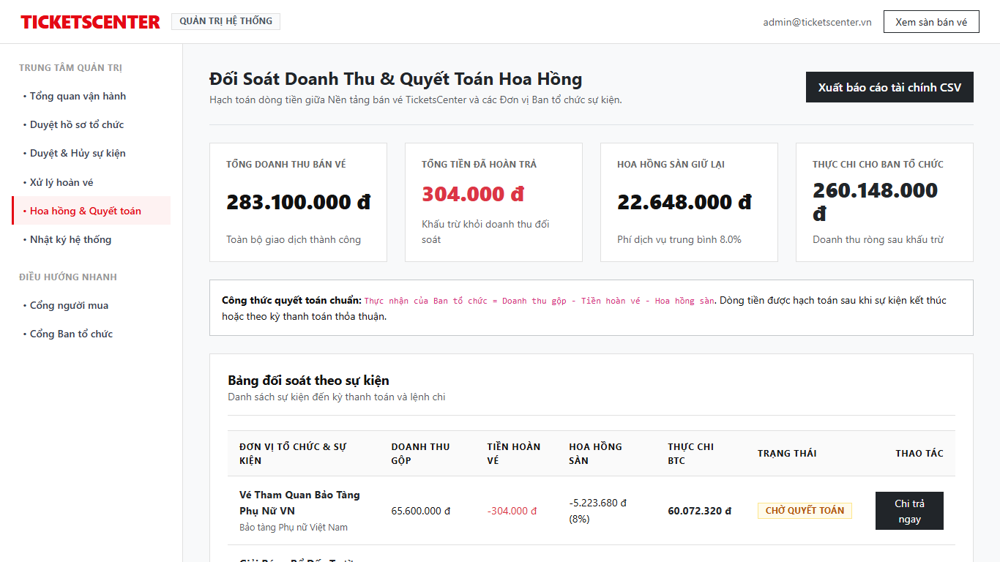 TICKETSCENTER
QUẢN TRỊ HỆ THỐNG
admin@ticketscenter.vn
Xem sàn bán vé
TRUNG TÂM QUẢN TRỊ
• Tổng quan vận hành
• Duyệt hồ sơ tổ chức
• Duyệt & Hủy sự kiện
• Xử lý hoàn vé
• Hoa hồng & Quyết toán
• Nhật ký hệ thống
ĐIỀU HƯỚNG NHANH
• Cổng người mua
• Cổng Ban tổ chức
Đối Soát Doanh Thu & Quyết Toán Hoa Hồng
Hạch toán dòng tiền giữa Nền tảng bán vé TicketsCenter và các Đơn vị Ban tổ chức sự kiện.
Xuất báo cáo tài chính CSV
TỔNG DOANH THU BÁN VÉ
283.100.000 đ
Toàn bộ giao dịch thành công
TỔNG TIỀN ĐÃ HOÀN TRẢ
304.000 đ
Khấu trừ khỏi doanh thu đối
soát
HOA HỒNG SÀN GIỮ LẠI
22.648.000 đ
Phí dịch vụ trung bình 8.0%
THỰC CHI CHO BAN TỔ CHỨC
260.148.000
đ
Doanh thu ròng sau khấu trừ
Công thức quyết toán chuẩn: Thực nhận của Ban tổ chức = Doanh thu gộp - Tiền hoàn vé - Hoa hồng sàn. Dòng tiền được hạch toán sau khi sự kiện kết thúc
hoặc theo kỳ thanh toán thỏa thuận.
Bảng đối soát theo sự kiện
Danh sách sự kiện đến kỳ thanh toán và lệnh chi
ĐƠN VỊ TỔ CHỨC & SỰ
KIỆN
DOANH THU
GỘP
TIỀN HOÀN
VÉ
HOA HỒNG
SÀN
THỰC CHI
BTC
TRẠNG THÁI
THAO TÁC
Vé Tham Quan Bảo Tàng
Phụ Nữ VN
Bảo tàng Phụ nữ Việt Nam
65.600.000 đ
-304.000 đ
-5.223.680 đ
(8%)
60.072.320 đ
CHỜ QUYẾT TOÁN
Chi trả
ngay